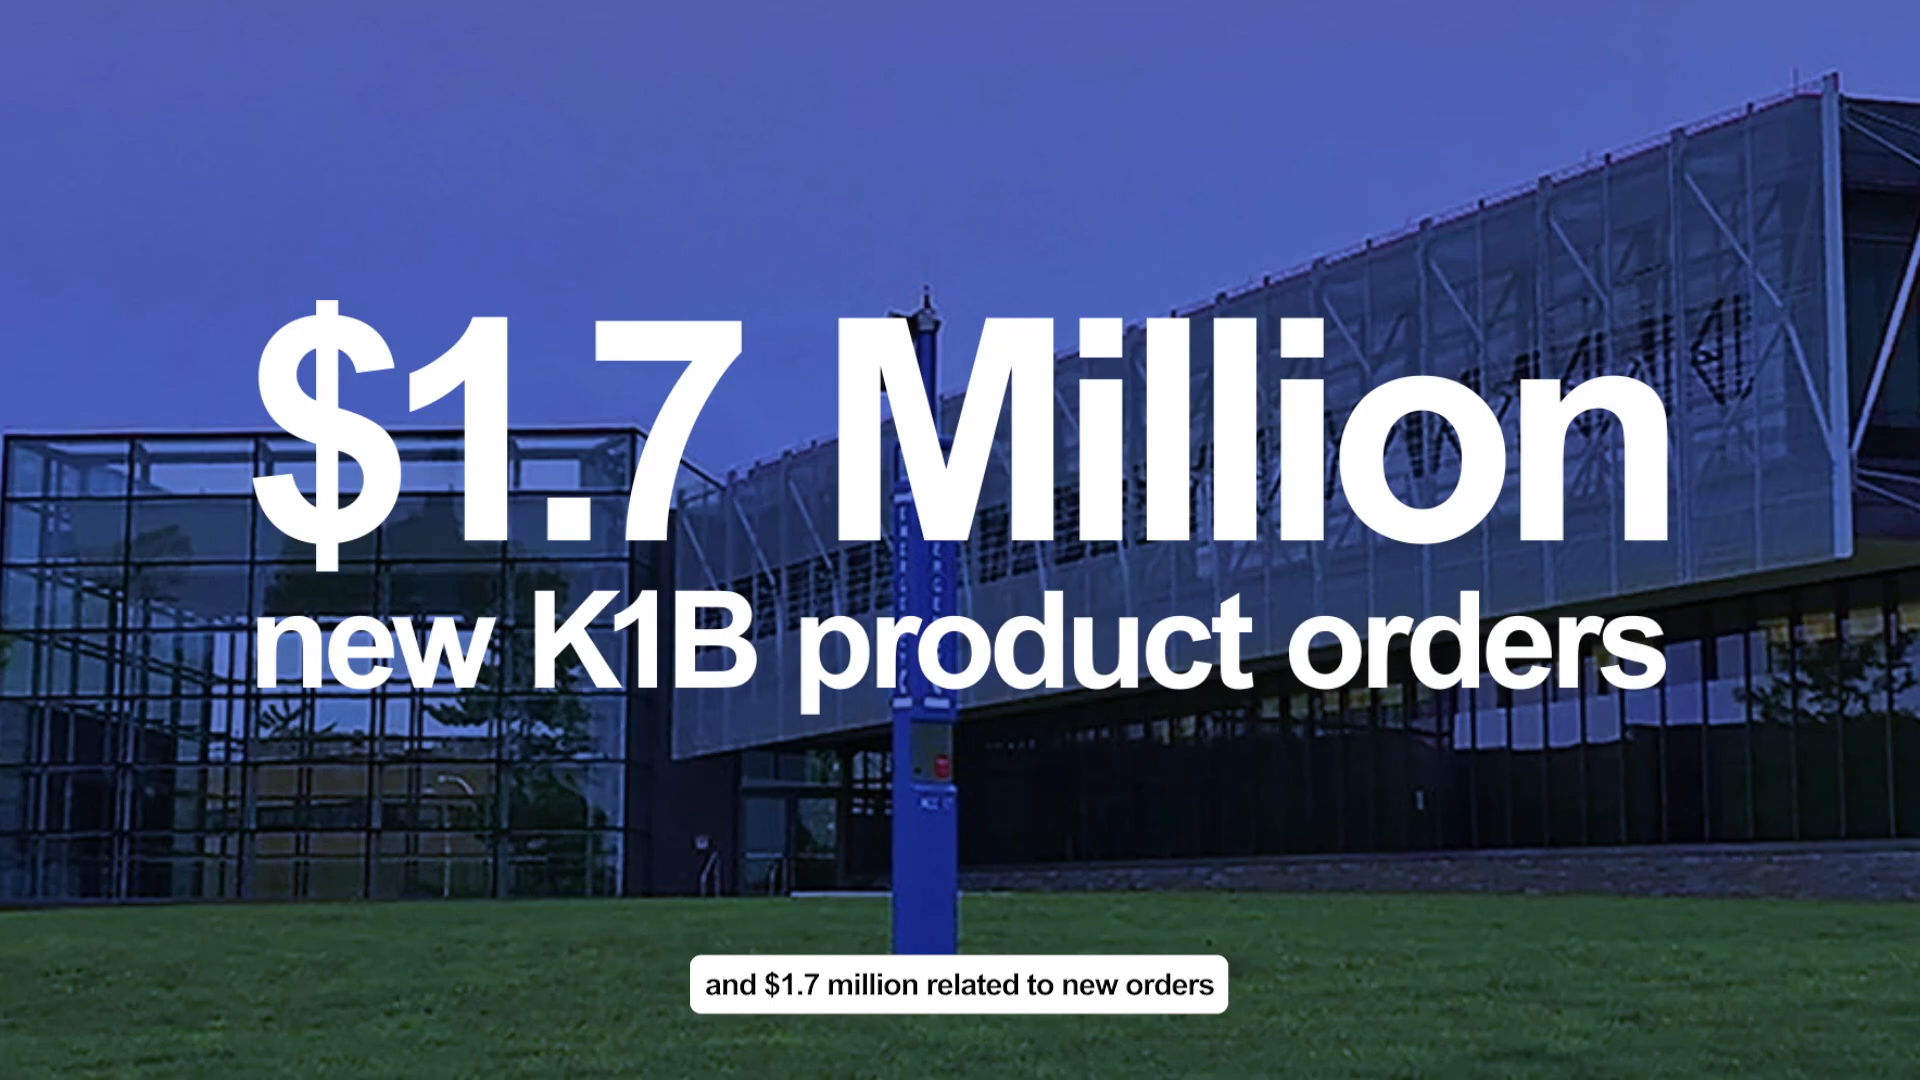 $1.7 Million
new K1B product orders
and $1.7 million related to new orders